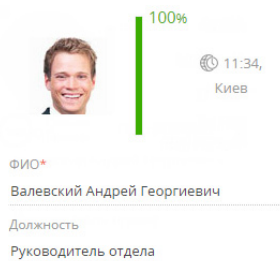 100%
11:34,
Киев
ФИО*
Валевский Андрей Георгиевич
Должность
Руководитель отдела